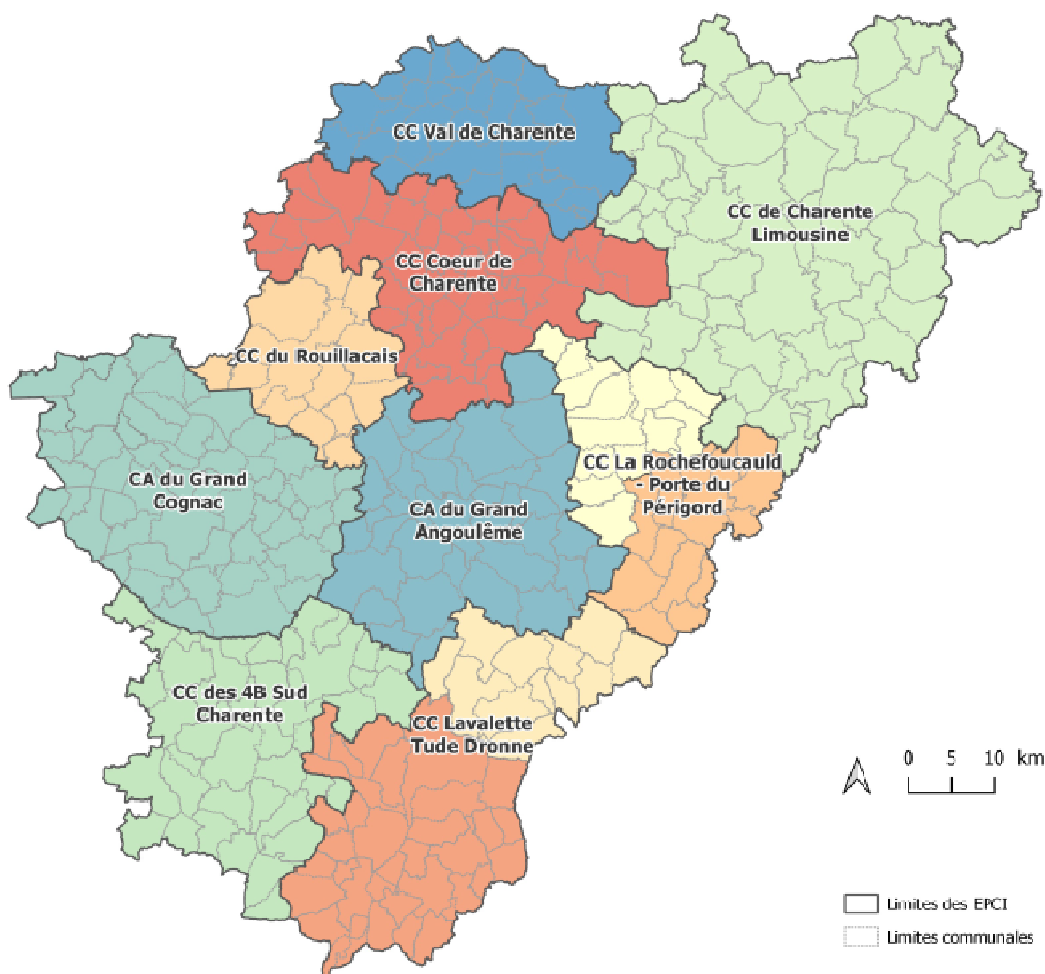 CC Val de Charente
CC de Charente
Limousine
CC Coeur de
Charente
CC du Rouillacais
CC La Rochefoucauld
- Porte du
Périgord
CA du Grand
Cognac
CA du Grand
Angoulême
CC des 4B Sud
Charente
CC Lavalette
Tude Dronne
0 5 10 km
Limites des EPCI
Limites communales